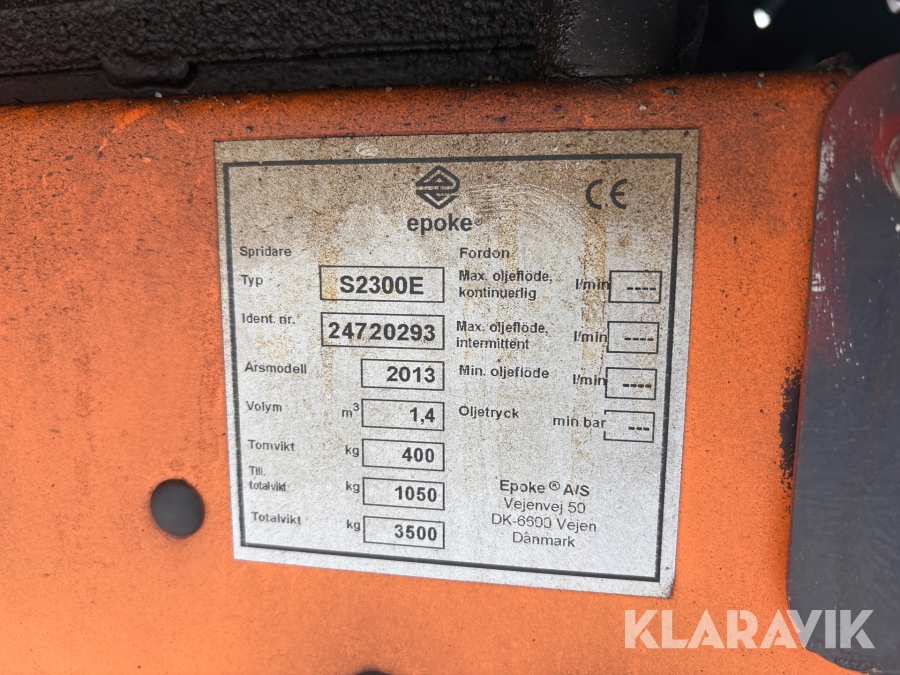 epoke®
CE
Spridare
Typ S2300E
Ident. nr. 24720293
Arsmodell 2013
Volym m³ 1,4
Tomvikt kg 400
Till.
totalvikt kg 1050
Totalvikt kg 3500
Fordon
Max. oljeflöde,
kontinuerlig l/min ----
Max. oljeflöde,
intermittent l/min ----
Min. oljeflöde l/min ----
Oljetryck min bar ---
Epoke® A/S
Vejenvej 50
DK-6600 Vejen
Danmark
KLARAVIK